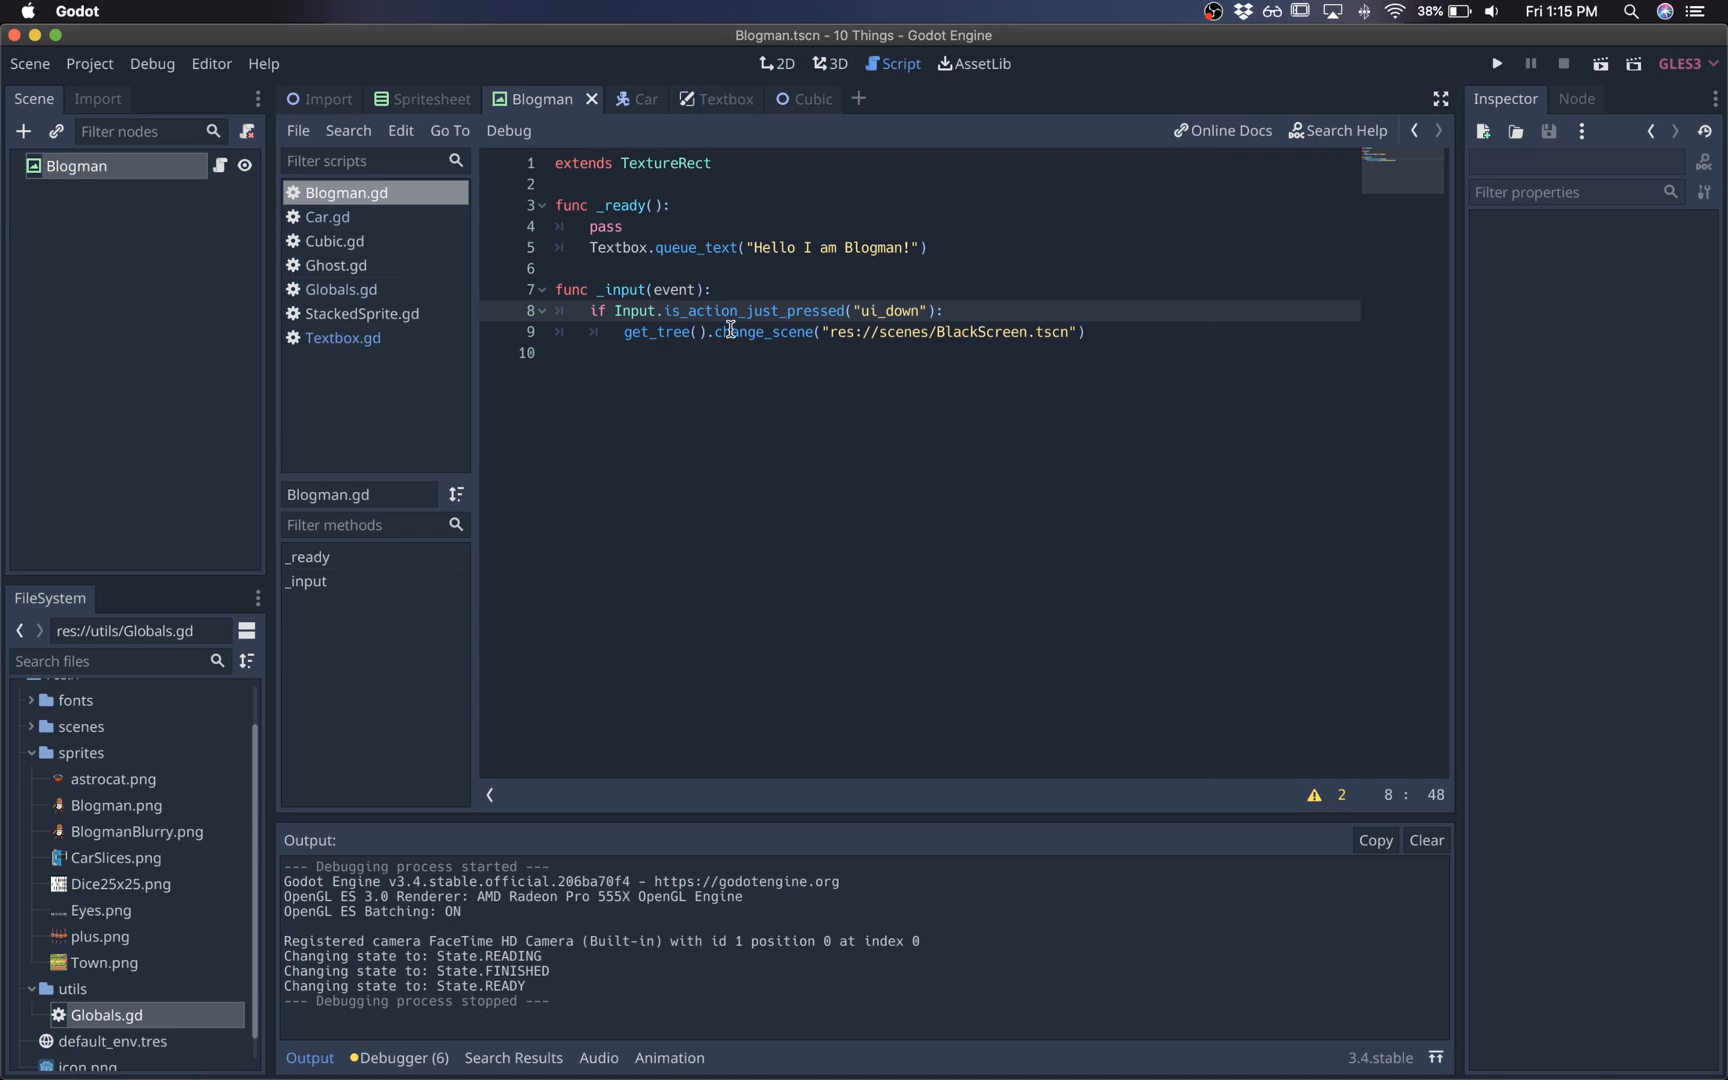 Godot
38%
Fri 1:15 PM
Blogman.tscn - 10 Things - Godot Engine
Scene Project Debug Editor Help
2D 3D Script AssetLib
GLES3
Scene Import
Import Spritesheet Blogman Car Textbox Cubic
Inspector Node
Filter nodes
File Search Edit Go To Debug
Online Docs Search Help
Blogman
Filter scripts
Filter properties
Blogman.gd
Car.gd
Cubic.gd
Ghost.gd
Globals.gd
StackedSprite.gd
Textbox.gd
1 extends TextureRect
2
3 func _ready():
4 pass
5 Textbox.queue_text("Hello I am Blogman!")
6
7 func _input(event):
8 if Input.is_action_just_pressed("ui_down"):
9 get_tree().change_scene("res://scenes/BlackScreen.tscn")
10
Blogman.gd
Filter methods
_ready
_input
2 8 : 48
FileSystem
res://utils/Globals.gd
Search files
fonts
scenes
sprites
astrocat.png
Blogman.png
BlogmanBlurry.png
CarSlices.png
Dice25x25.png
Eyes.png
plus.png
Town.png
utils
Globals.gd
default_env.tres
icon.png
Output:
Copy Clear
--- Debugging process started ---
Godot Engine v3.4.stable.official.206ba70f4 - https://godotengine.org
OpenGL ES 3.0 Renderer: AMD Radeon Pro 555X OpenGL Engine
OpenGL ES Batching: ON
Registered camera FaceTime HD Camera (Built-in) with id 1 position 0 at index 0
Changing state to: State.READING
Changing state to: State.FINISHED
Changing state to: State.READY
--- Debugging process stopped ---
Output Debugger (6) Search Results Audio Animation
3.4.stable